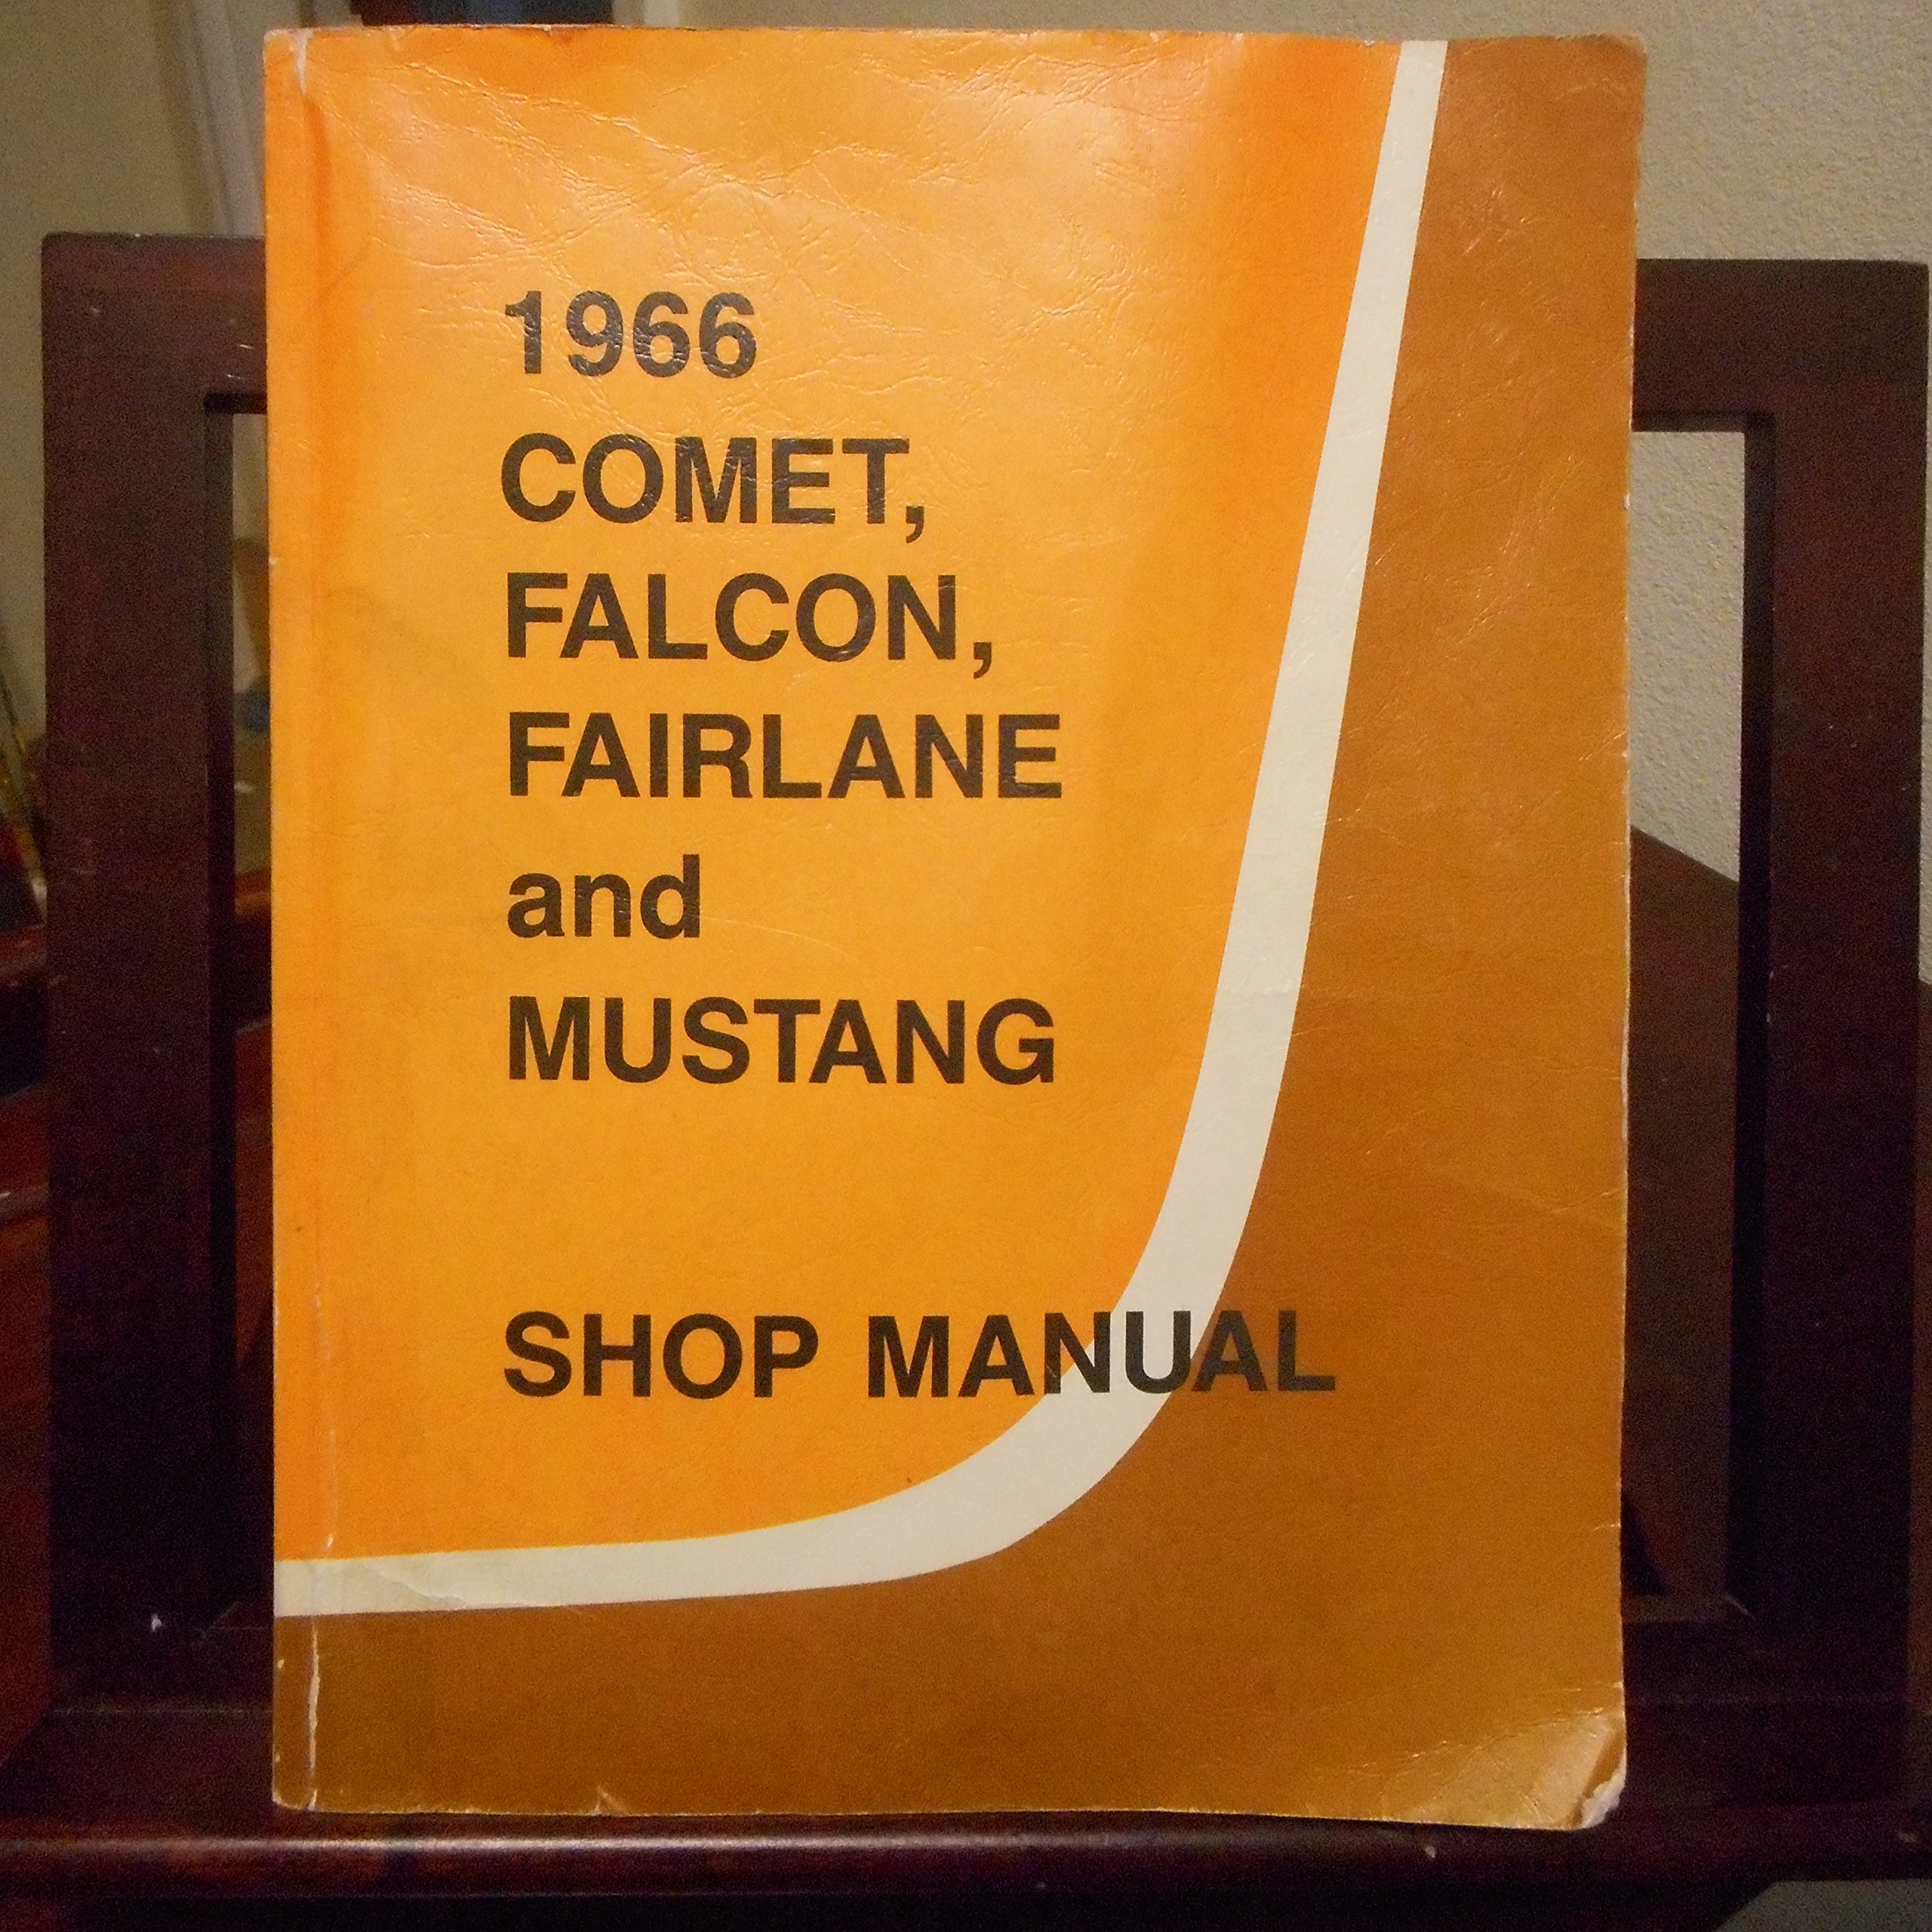 1966
COMET,
FALCON,
FAIRLANE
and
MUSTANG
SHOP MANUAL